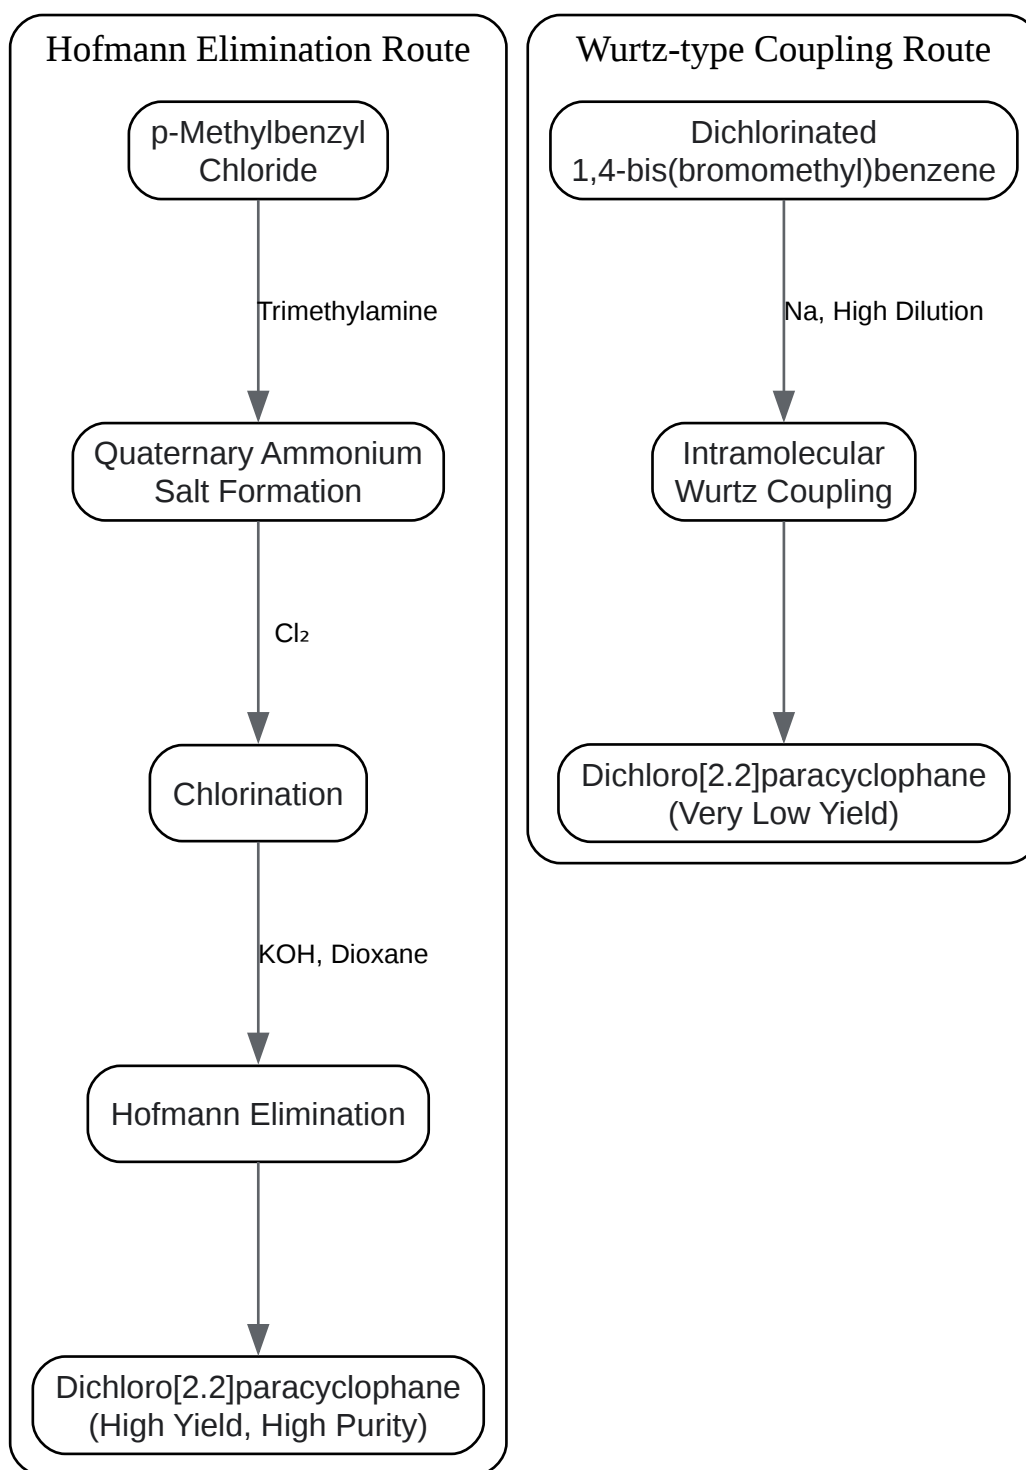 Hofmann Elimination Route
p-Methylbenzyl
Chloride
Trimethylamine
Quaternary Ammonium
Salt Formation
Cl₂
Chlorination
KOH, Dioxane
Hofmann Elimination
Dichloro[2.2]paracyclophane
(High Yield, High Purity)
Wurtz-type Coupling Route
Dichlorinated
1,4-bis(bromomethyl)benzene
Na, High Dilution
Intramolecular
Wurtz Coupling
Dichloro[2.2]paracyclophane
(Very Low Yield)